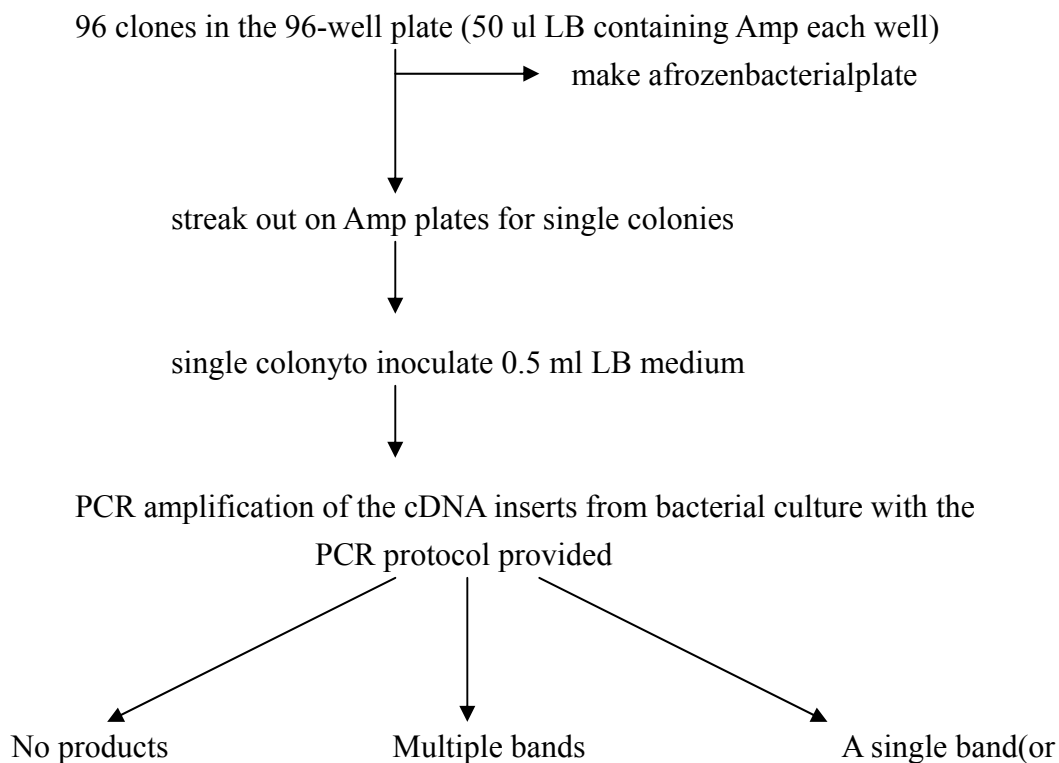 96 clones in the 96-well plate (50 ul LB containing Amp each well)
make afrozenbacterialplate
streak out on Amp plates for single colonies
single colonyto inoculate 0.5 ml LB medium
PCR amplification of the cDNA inserts from bacterial culture with the
PCR protocol provided
No products Multiple bands A single band(or